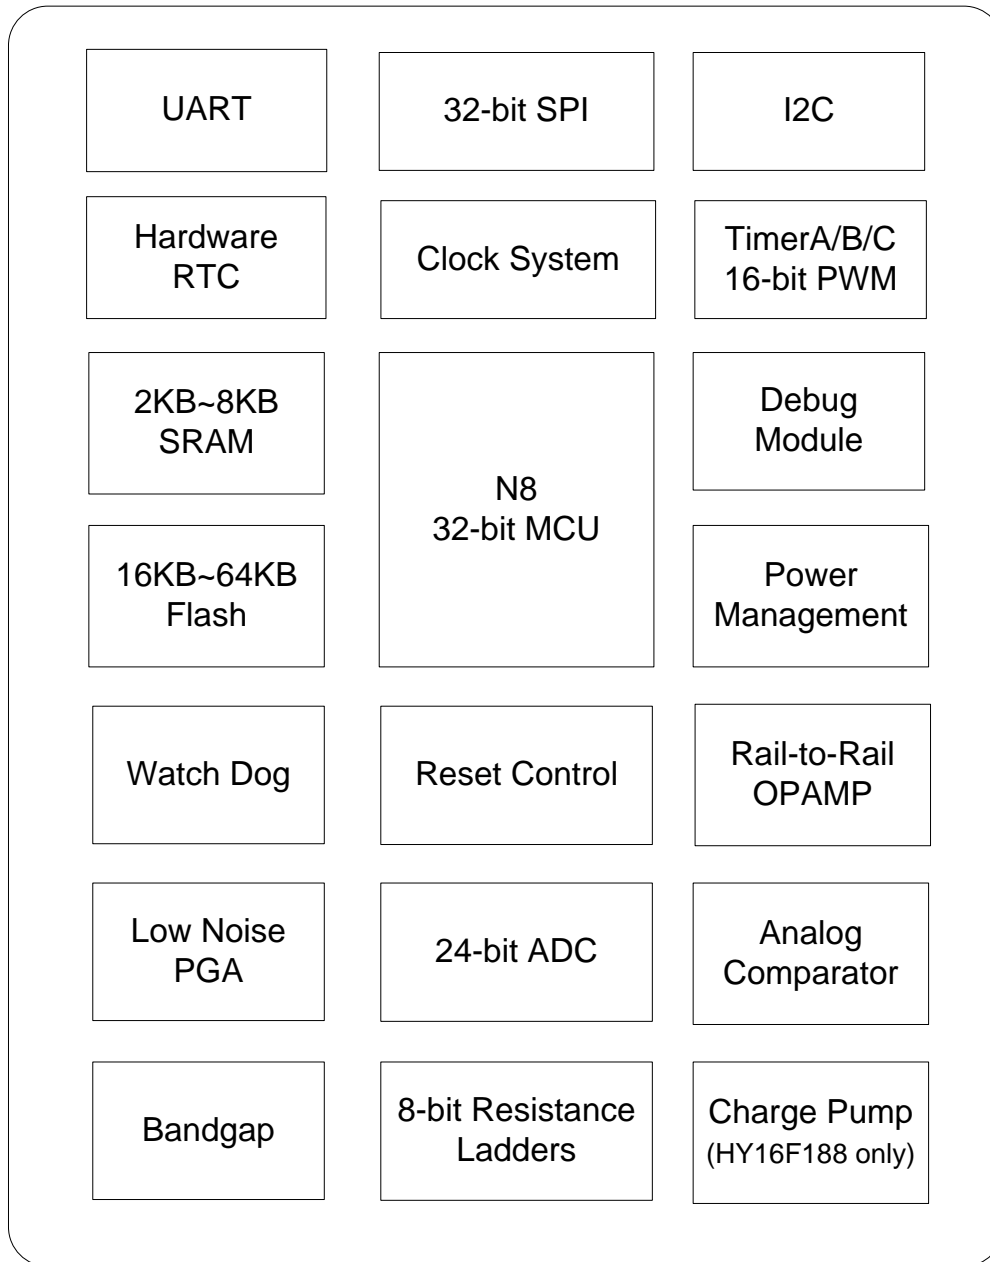 UART
32-bit SPI
I2C
Hardware
RTC
Clock System
TimerA/B/C
16-bit PWM
2KB~8KB
SRAM
N8
32-bit MCU
Debug
Module
16KB~64KB
Flash
Power
Management
Watch Dog
Reset Control
Rail-to-Rail
OPAMP
Low Noise
PGA
24-bit ADC
Analog
Comparator
Bandgap
8-bit Resistance
Ladders
Charge Pump
(HY16F188 only)